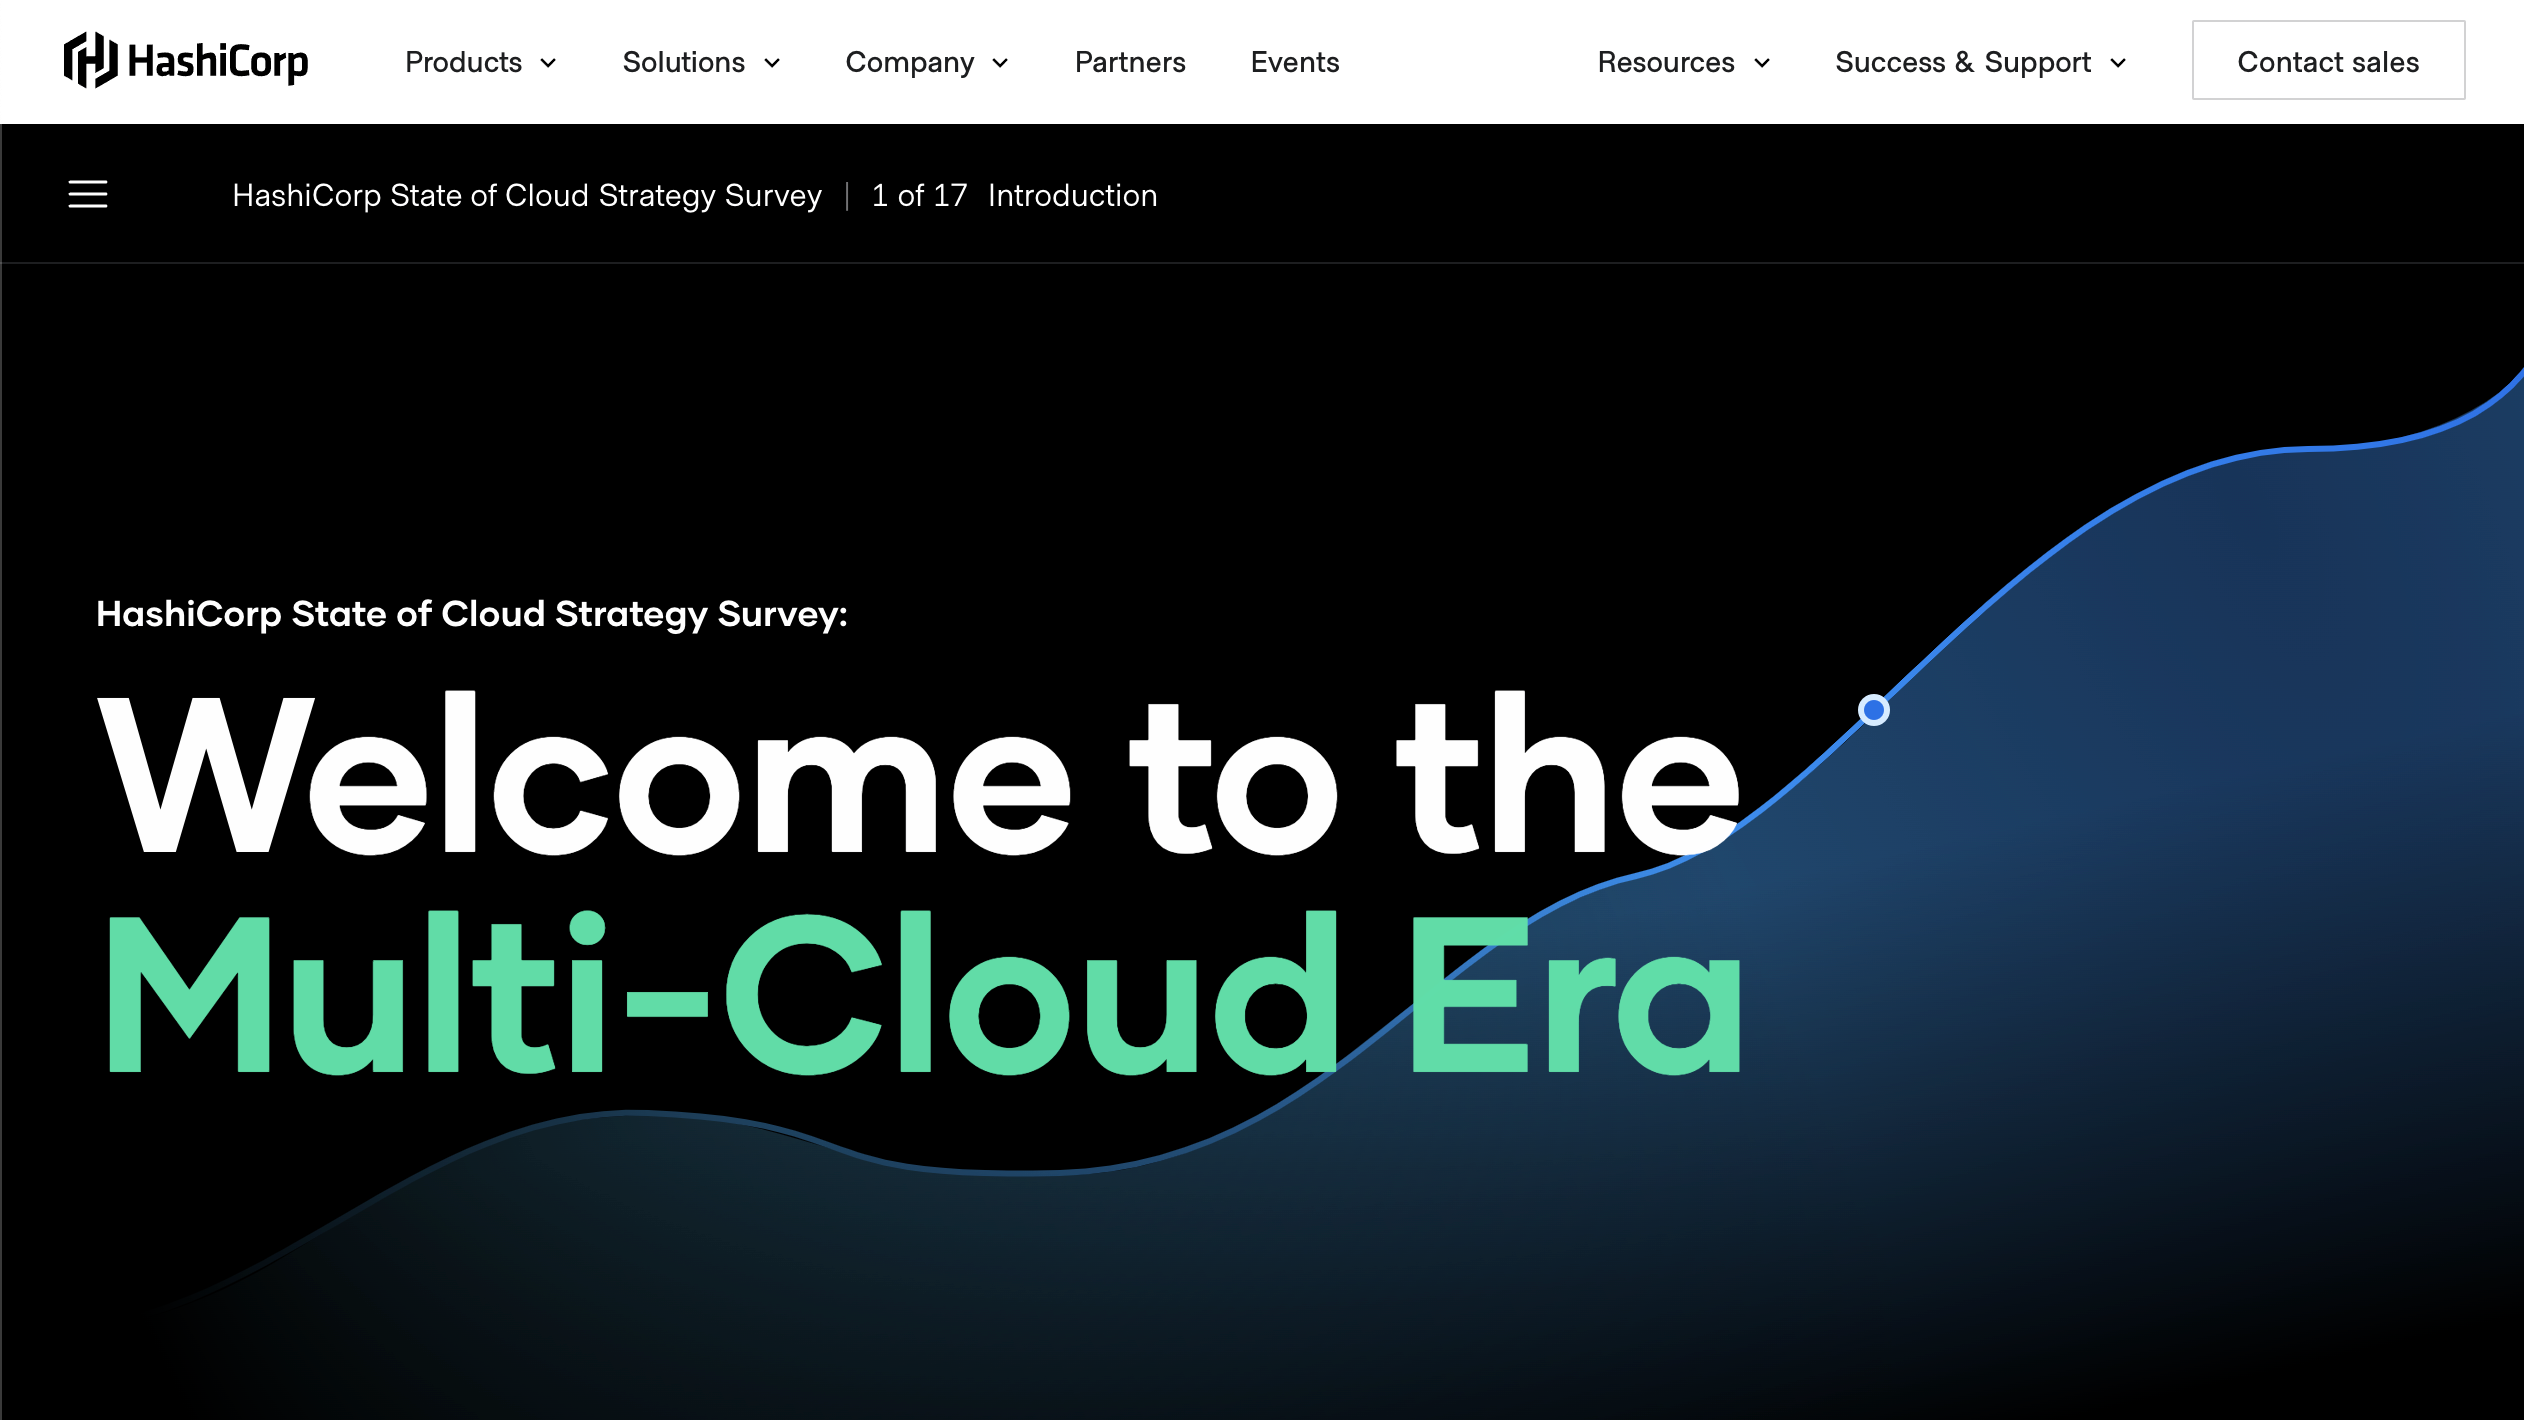 HashiCorp Products Solutions Company Partners Events Resources Success & Support Contact sales
HashiCorp State of Cloud Strategy Survey | 1 of 17 Introduction
HashiCorp State of Cloud Strategy Survey:
Welcome to the
Multi-Cloud Era